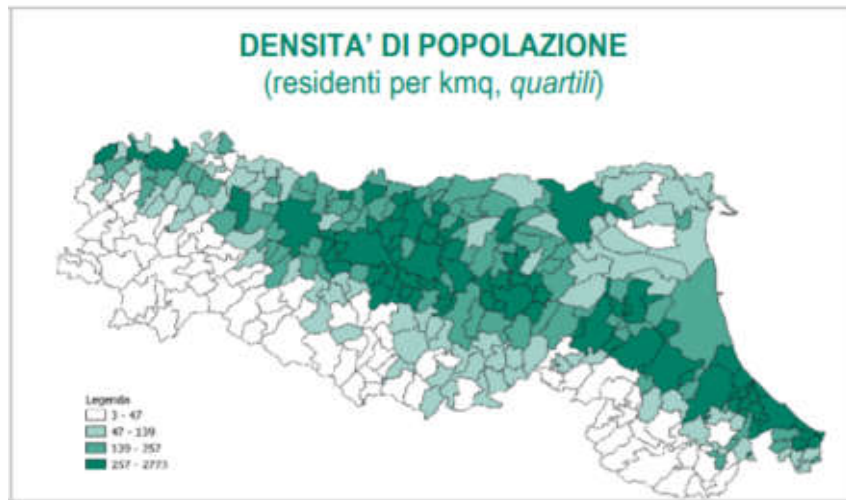 DENSITA' DI POPOLAZIONE
(residenti per kmq, quartili)
Legenda
3 - 47
47 - 139
139 - 257
257 - 2773